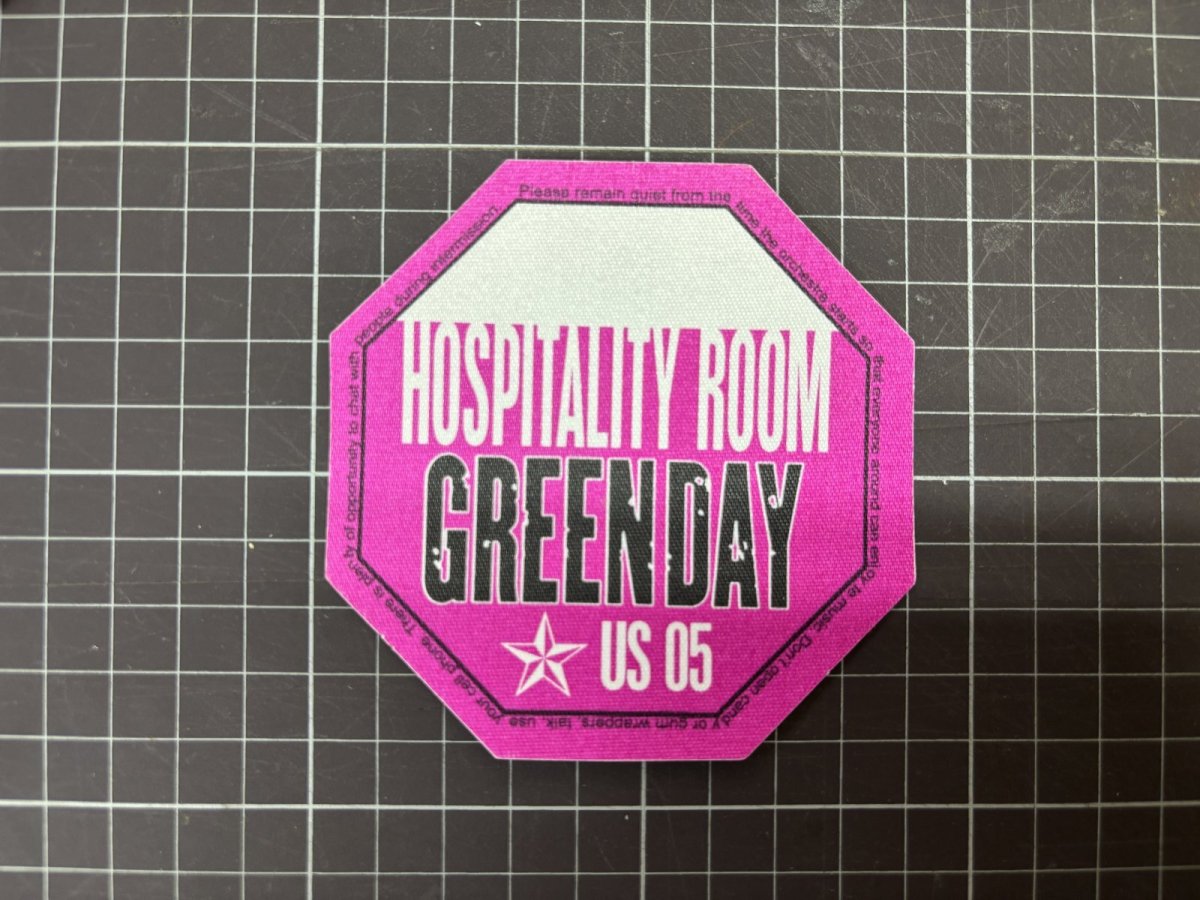 HOSPITALITY ROOM
GREEN DAY
US 05
Please remain quiet from the time the orchestra starts so that everyone around can enjoy te music. Don't open candy or gum wrappers, talk, use your cell phone. There is plenty of opportunity to chat with people during intermission.